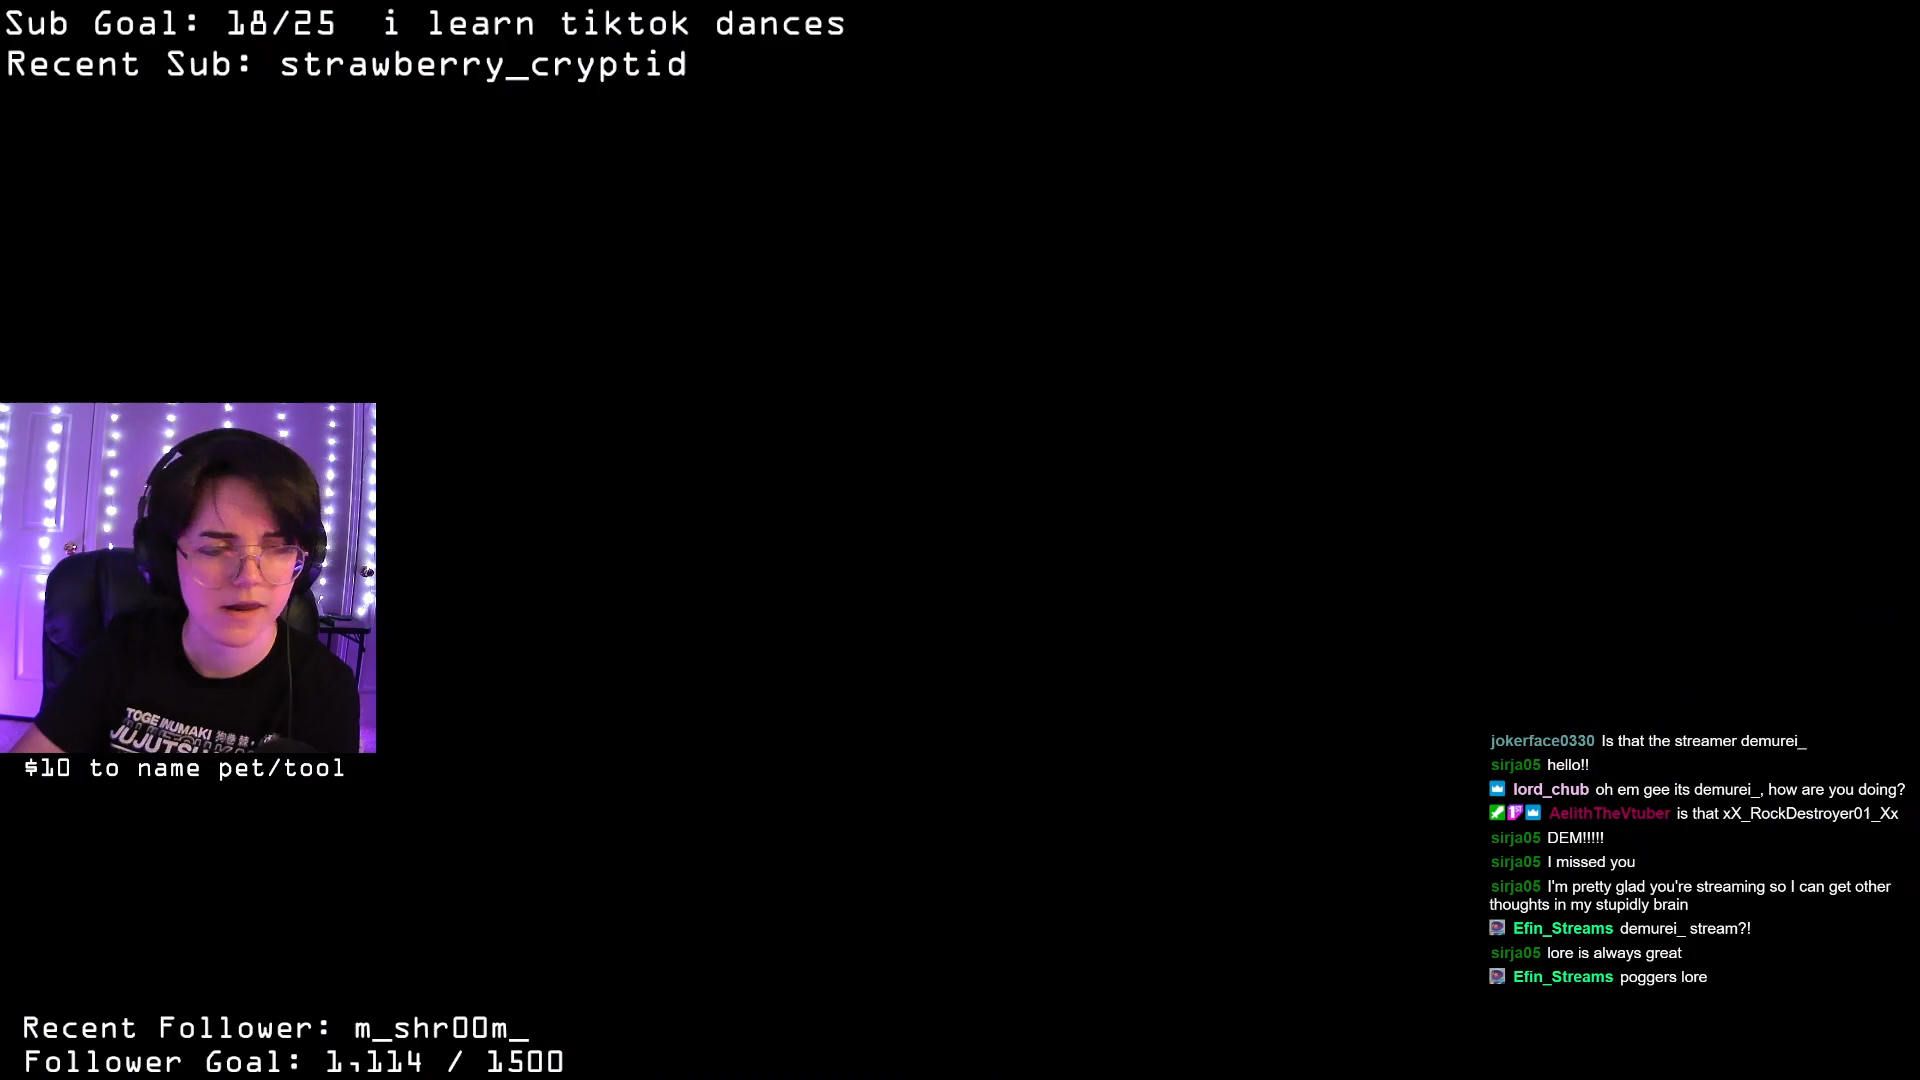 Sub Goal: 18/25 i learn tiktok dances
Recent Sub: strawberry_cryptid
TOGE INUMAKI 狗巻 棘
JUJUTSU KA
$10 to name pet/tool
jokerface0330 Is that the streamer demurei_
sirja05 hello!!
lord_chub oh em gee its demurei_, how are you doing?
AelithTheVtuber is that xX_RockDestroyer01_Xx
sirja05 DEM!!!!!
sirja05 I missed you
sirja05 I'm pretty glad you're streaming so I can get other
thoughts in my stupidly brain
Efin_Streams demurei_ stream?!
sirja05 lore is always great
Efin_Streams poggers lore
Recent Follower: m_shr00m_
Follower Goal: 1,114 / 1500